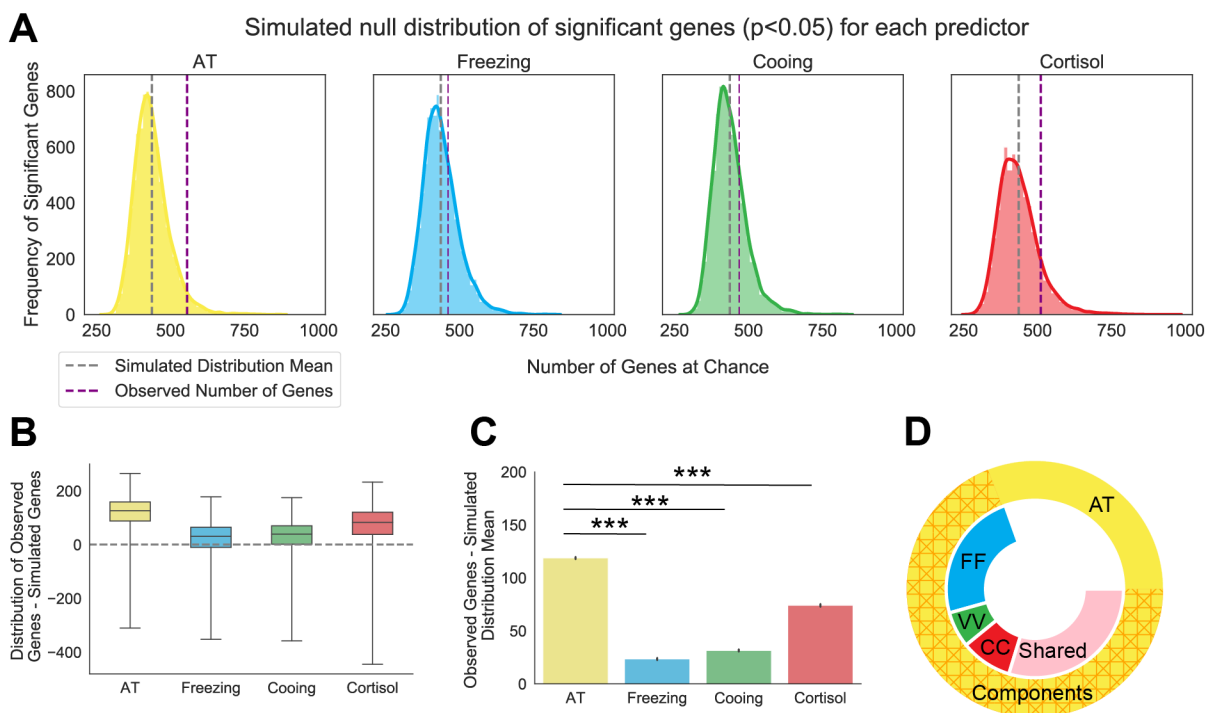 A
Simulated null distribution of significant genes (p<0.05) for each predictor
AT
Freezing
Cooing
Cortisol
Frequency of Significant Genes
800
600
400
200
0
250 500 750 1000
250 500 750 1000
250 500 750 1000
250 500 750 1000
Number of Genes at Chance
Simulated Distribution Mean
Observed Number of Genes
B
Distribution of Observed
Genes - Simulated Genes
200
0
−200
−400
AT Freezing Cooing Cortisol
C
Observed Genes - Simulated
Distribution Mean
200
150
100
50
0
***
***
***
AT Freezing Cooing Cortisol
D
AT
FF
VV
CC
Shared
Components